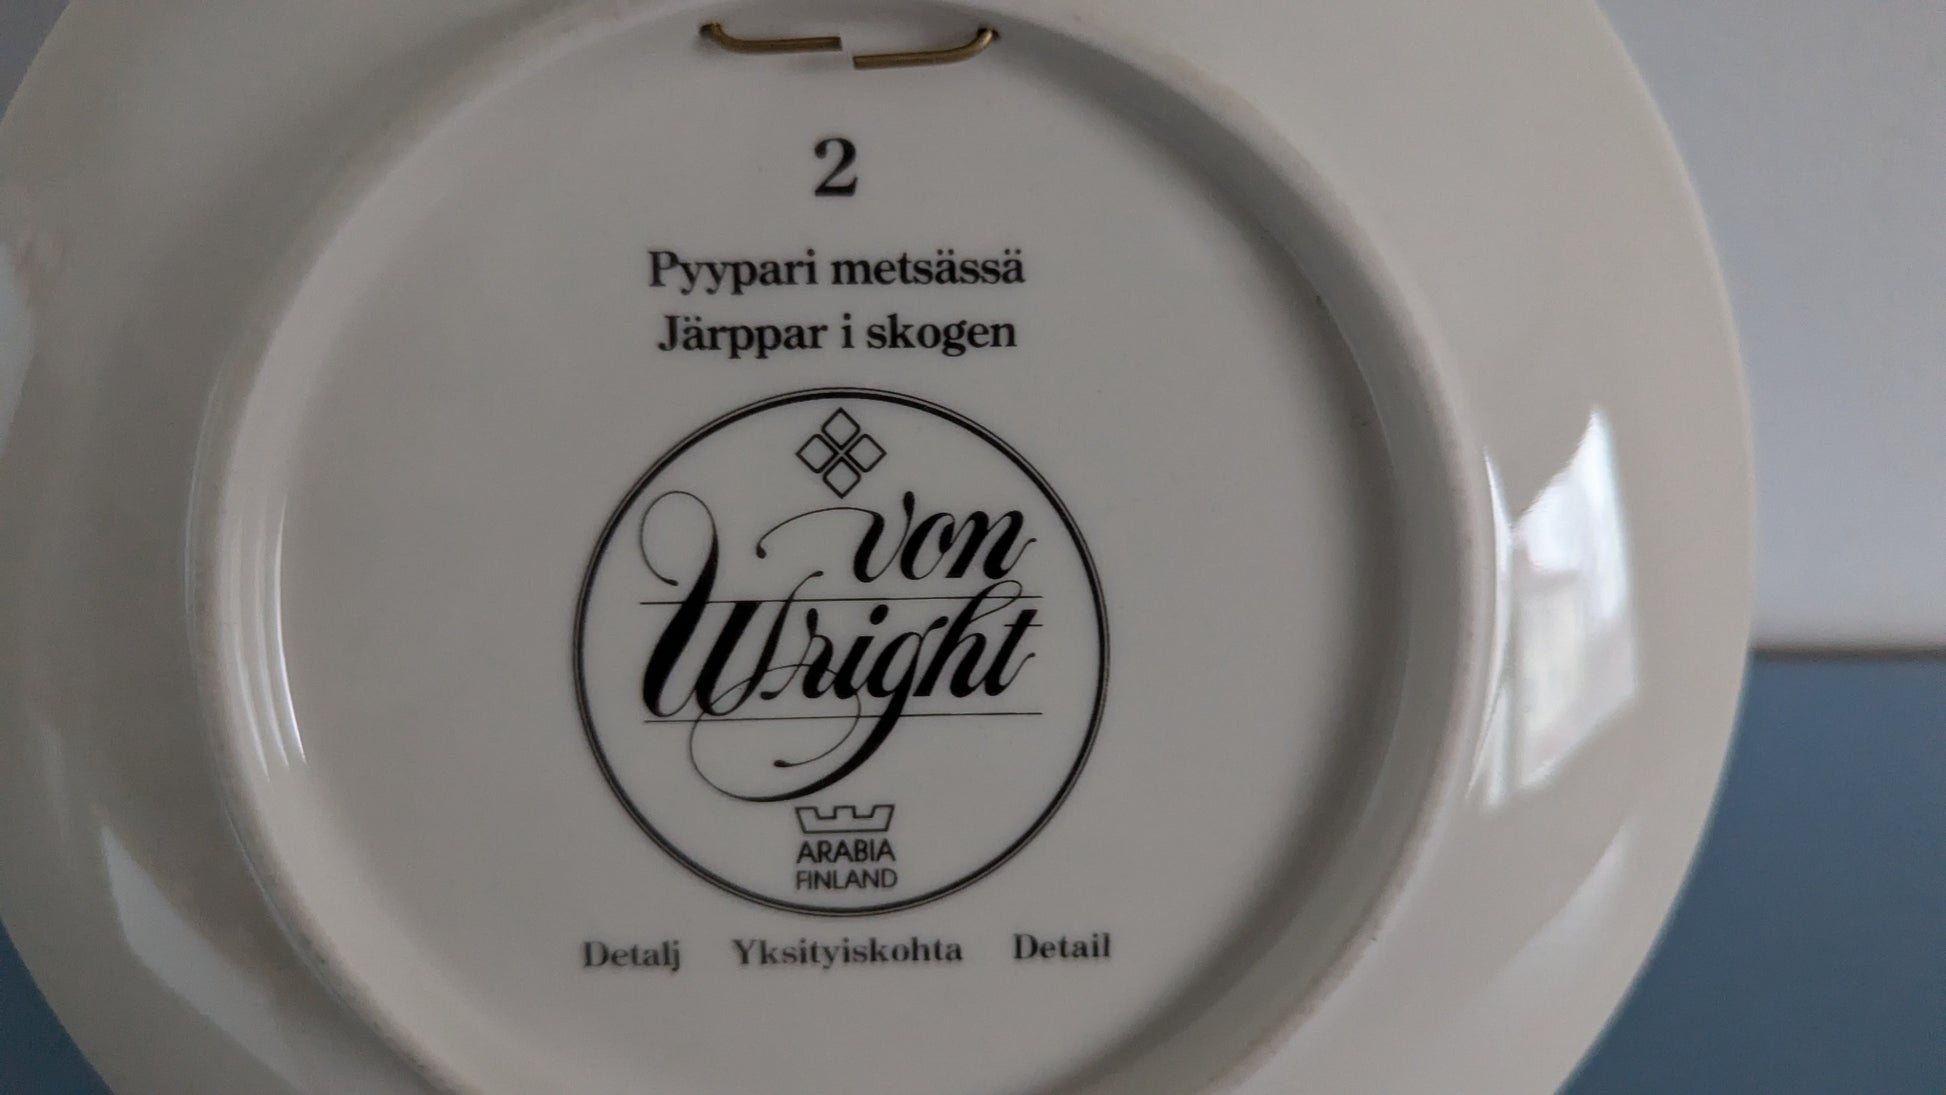 2
Pyypari metsässä
Järppar i skogen
von
Wright
ARABIA
FINLAND
Detalj Yksityiskohta Detail